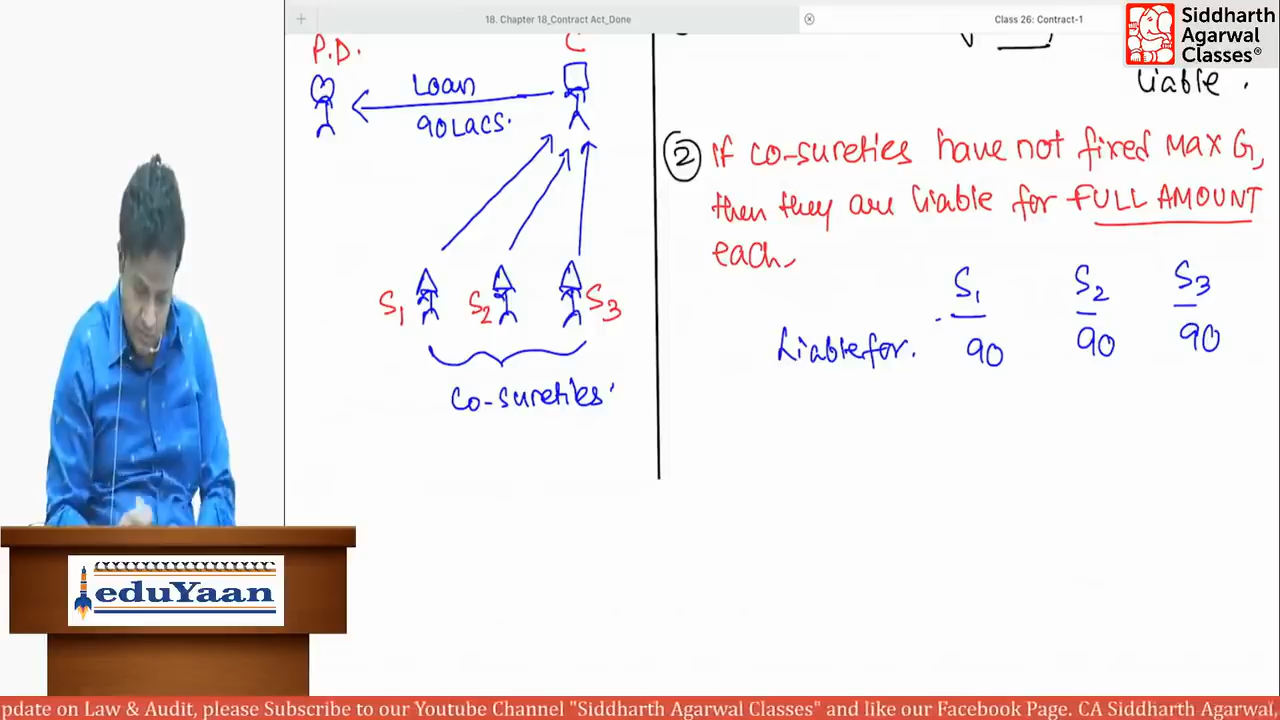 18. Chapter 18_Contract Act_Done
Class 26: Contract-1
Siddharth
Agarwal
Classes®
P.D.
C
Loan
90 Lacs.
S1
S2
S3
Co-sureties
liable.
② If co-sureties have not fixed Max G,
then they are liable for FULL AMOUNT
each,
S1 S2 S3
Liable for. 90 90 90
eduYaan
pdate on Law & Audit, please Subscribe to our Youtube Channel "Siddharth Agarwal Classes" and like our Facebook Page. CA Siddharth Agarwal,